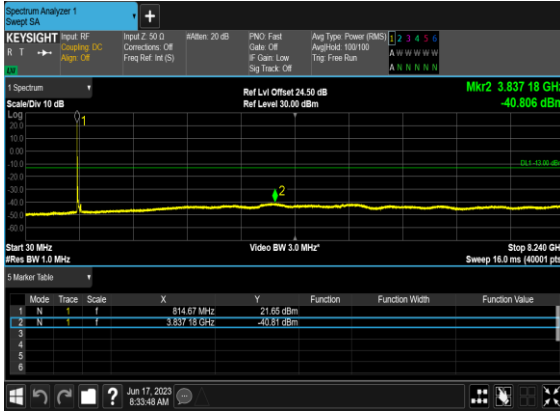 Spectrum Analyzer 1
Swept SA
+
KEYSIGHT Input: RF Input Z: 50 Ω #Atten: 20 dB PNO: Fast Avg Type: Power (RMS) 1 2 3 4 5 6
R T Coupling: DC Corrections: Off Gate: Off Avg|Hold: 100/100 A W W W W W
Align: Off Freq Ref: Int (S) IF Gain: Low Trig: Free Run
Sig Track: Off A N N N N N
1 Spectrum Ref Lvl Offset 24.50 dB Mkr2 3.837 18 GHz
Scale/Div 10 dB Ref Level 30.00 dBm -40.806 dBm
Log
20.0 1
10.0
0.00
-10.0 DL1 -13.00 dBm
-20.0
-30.0
-40.0 2
-50.0
-60.0
Start 30 MHz Video BW 3.0 MHz* Stop 8.240 GH
#Res BW 1.0 MHz Sweep 16.0 ms (40001 pts
5 Marker Table
Mode Trace Scale X Y Function Function Width Function Value
1 N 1 f 814.67 MHz 21.65 dBm
2 N 1 f 3.837 18 GHz -40.81 dBm
3
4
5
6
? Jun 17, 2023
8:33:48 AM